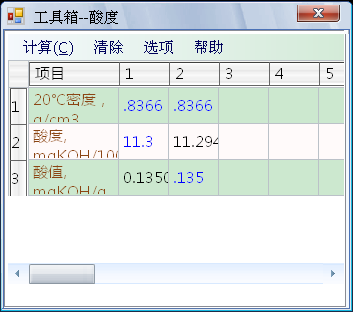 工具箱--酸度
计算(C) 清除 选项 帮助
项目 1 2 3 4 5
1 20℃密度, g/cm3 .8366 .8366
2 酸度, mgKOH/100 11.3 11.294
3 酸值, mgKOH/g 0.1350 .135